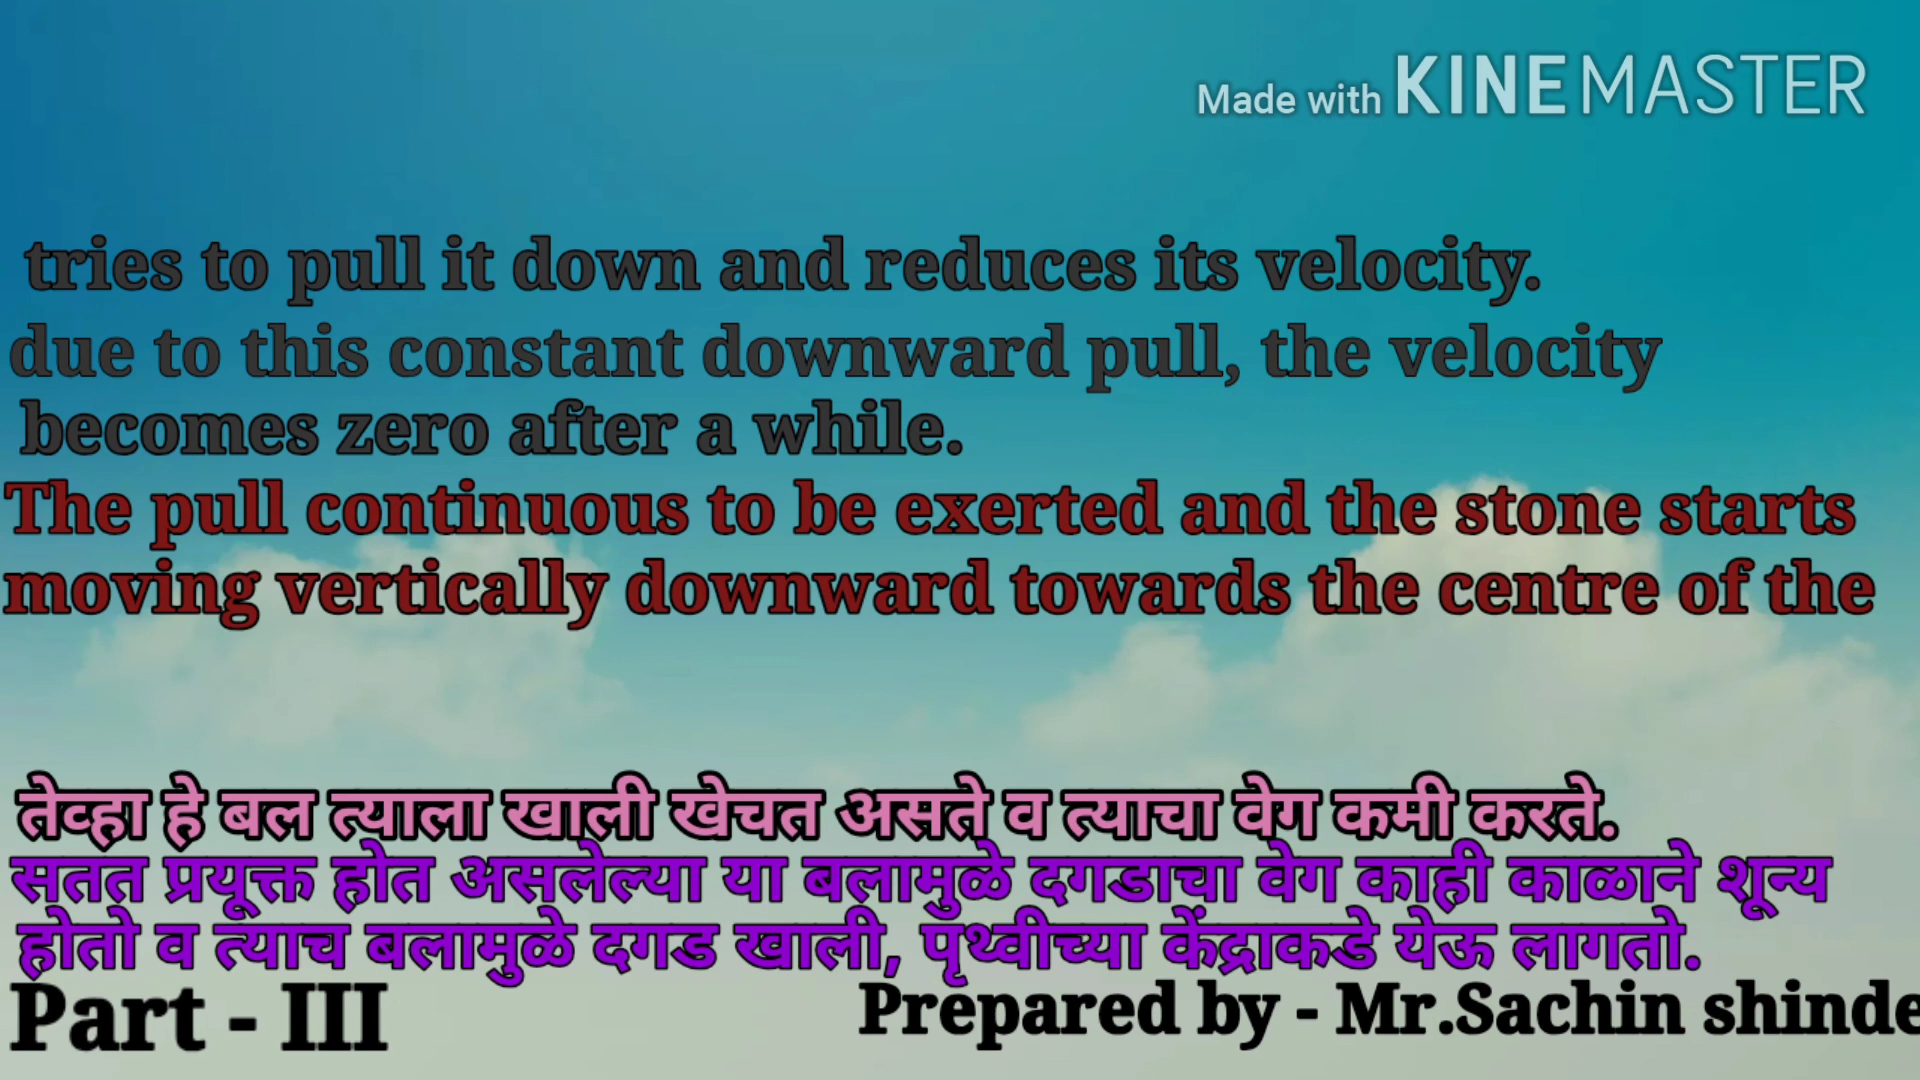 Made with KINEMASTER
tries to pull it down and reduces its velocity.
due to this constant downward pull, the velocity
becomes zero after a while.
The pull continuous to be exerted and the stone starts
moving vertically downward towards the centre of the
तेव्हा हे बल त्याला खाली खेचत असते व त्याचा वेग कमी करते.
सतत प्रयूक्त होत असलेल्या या बलामुळे दगडाचा वेग काही काळाने शून्य
होतो व त्याच बलामुळे दगड खाली, पृथ्वीच्या केंद्राकडे येऊ लागतो.
Part - III
Prepared by - Mr.Sachin shinde